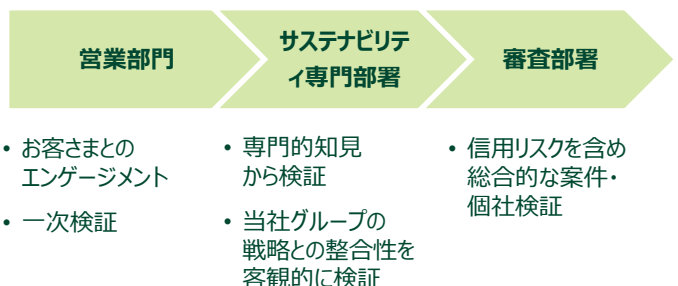 営業部門
サステナビリテ
ィ専門部署
審査部署
• お客さまとの
エンゲージメント
• 一次検証
• 専門的知見
から検証
• 当社グループの
戦略との整合性を
客観的に検証
• 信用リスクを含め
総合的な案件・
個社検証